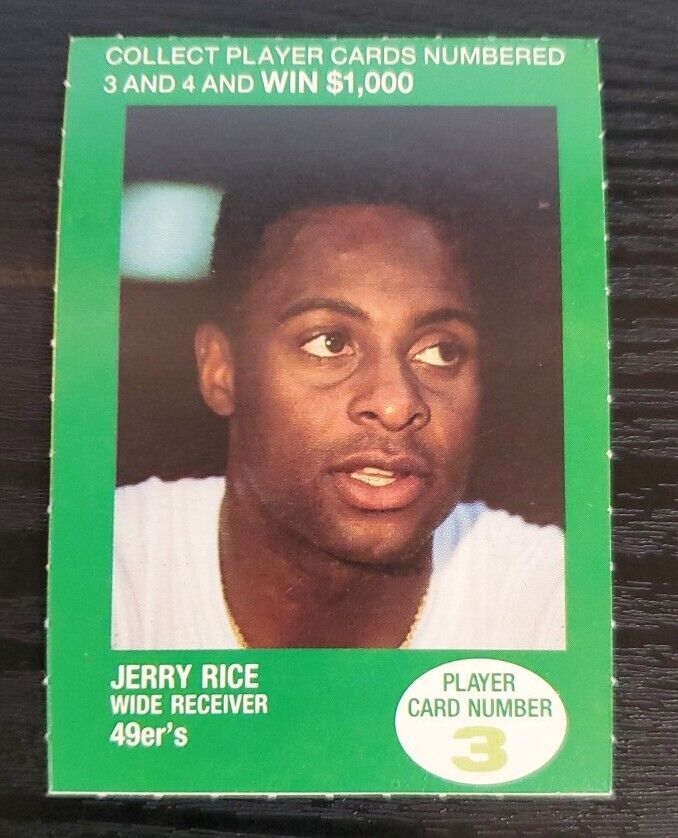 COLLECT PLAYER CARDS NUMBERED
3 AND 4 AND WIN $1,000
JERRY RICE
WIDE RECEIVER
49er's
PLAYER
CARD NUMBER
3